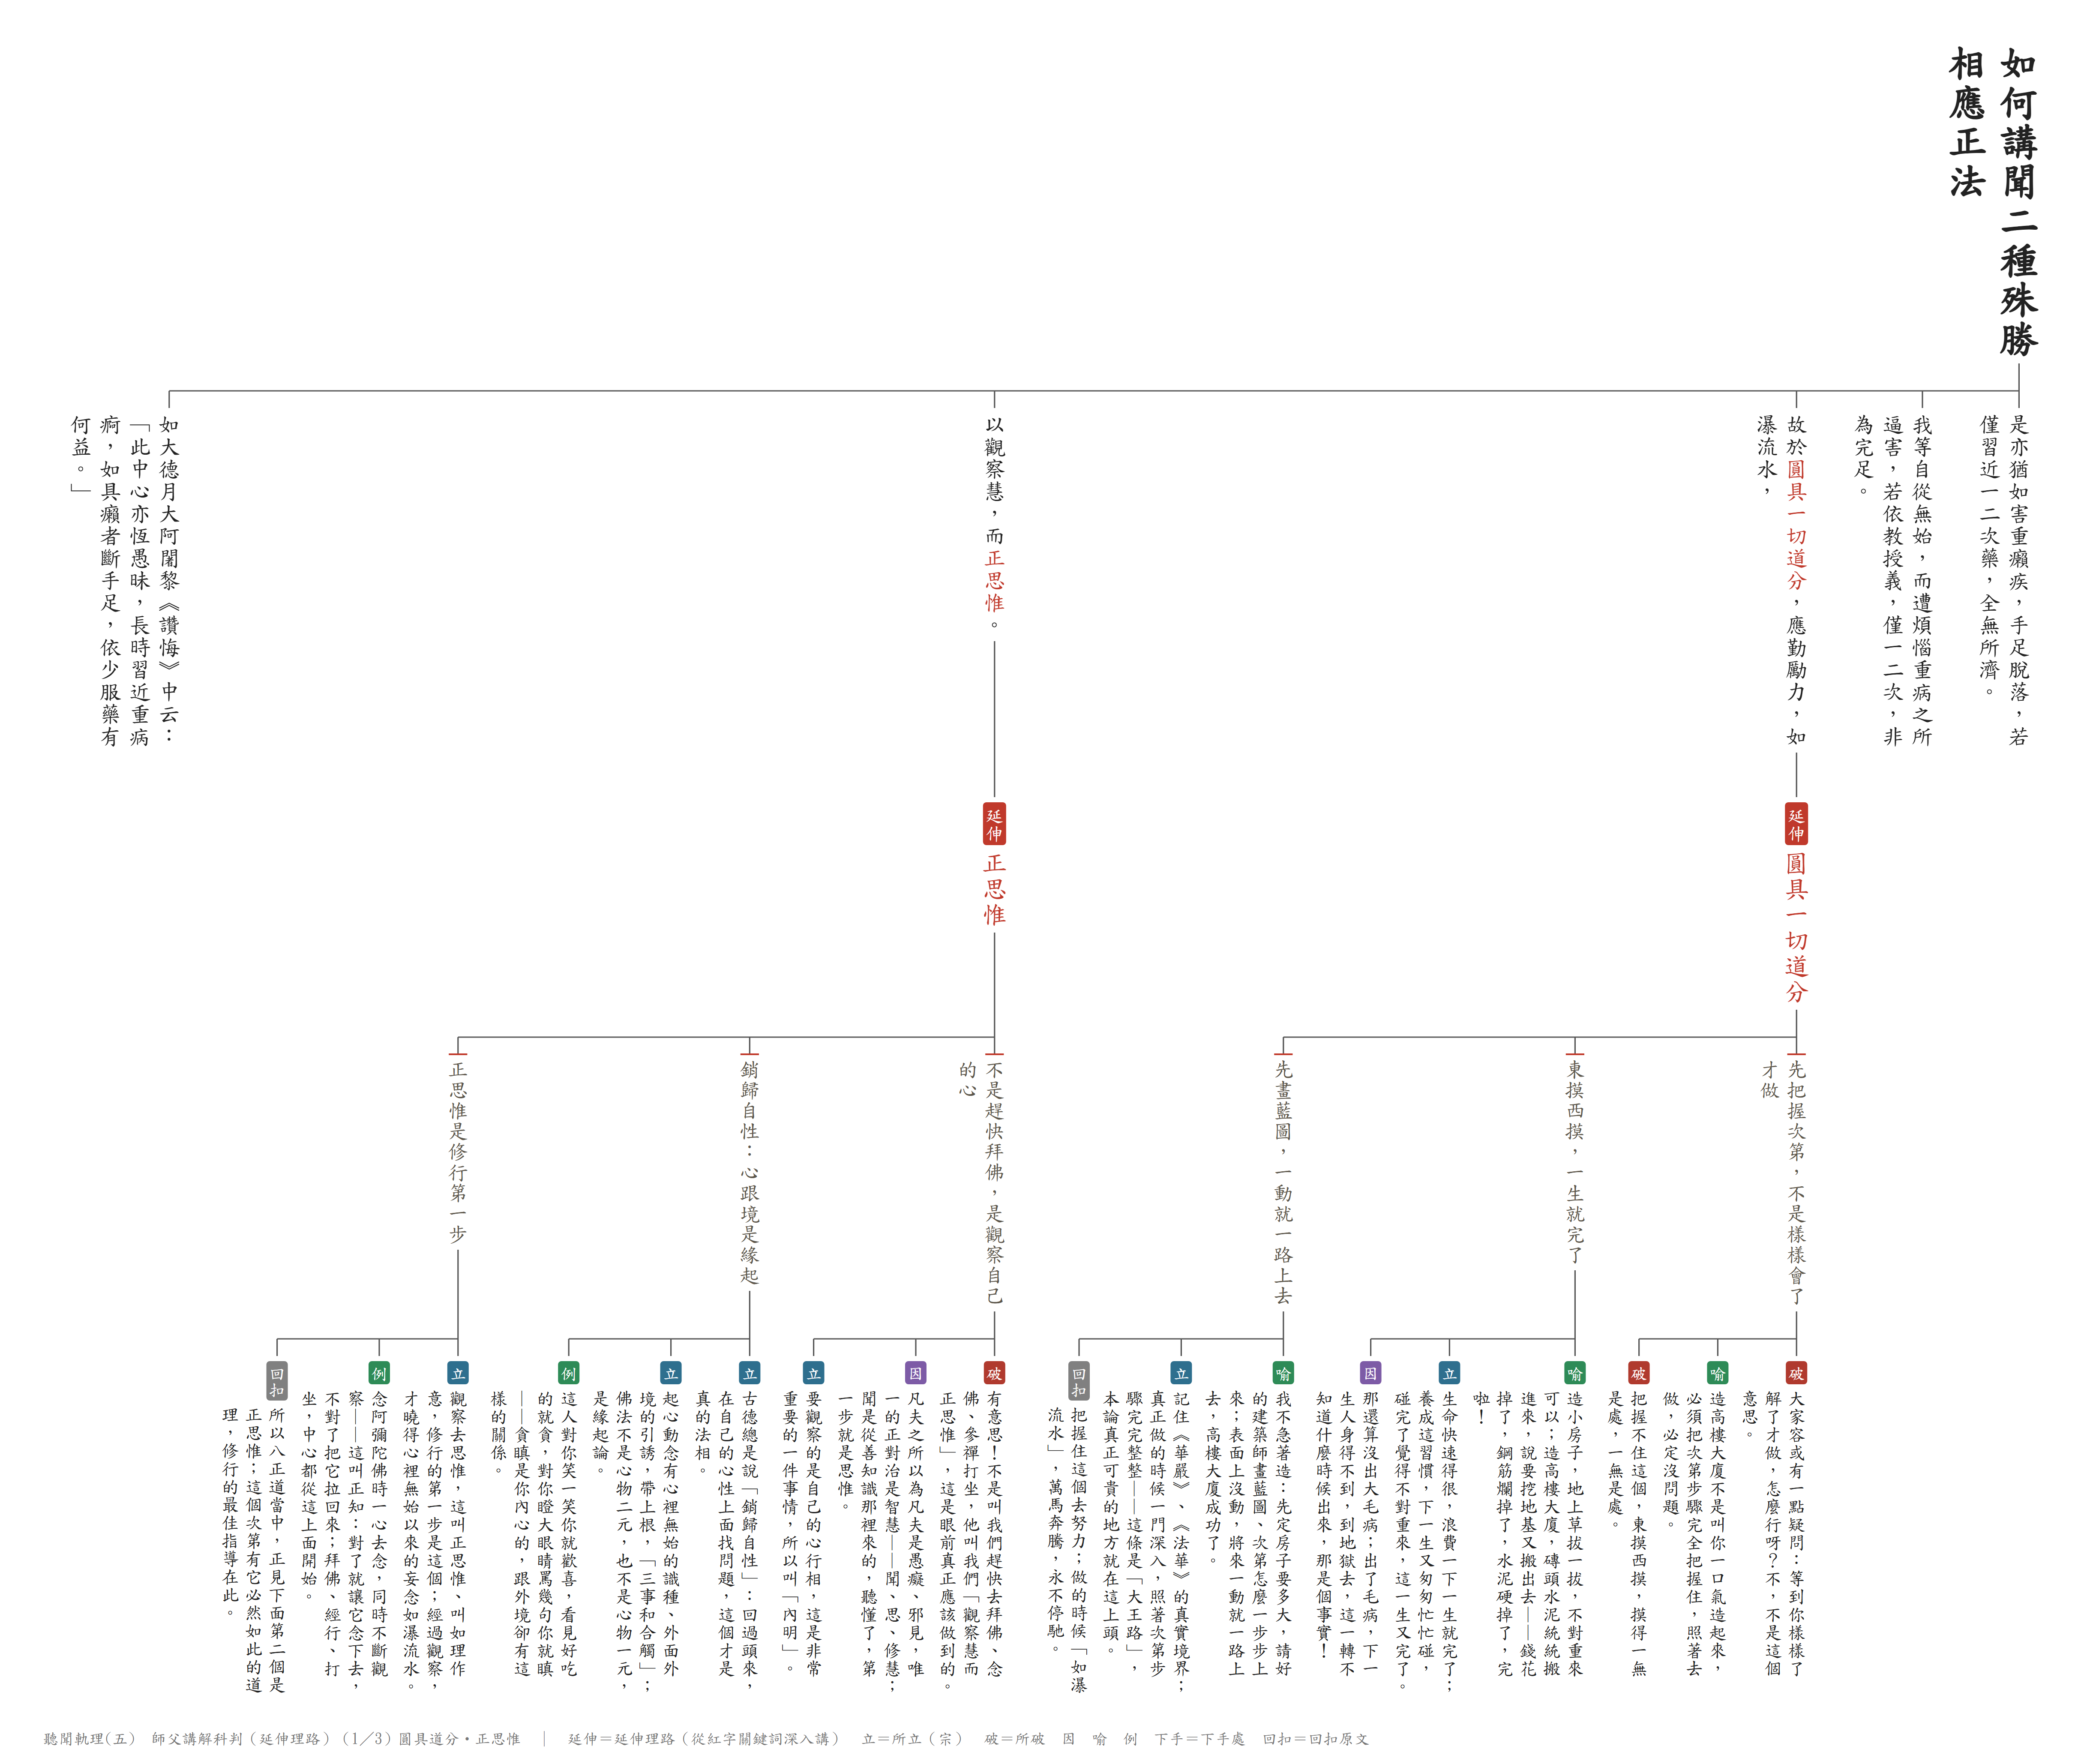 如何講聞二種殊勝
相應正法
是亦猶如害重癩疾，手足脫落，若
僅習近一二次藥，全無所濟。
我等自從無始，而遭煩惱重病之所
逼害，若依教授義，僅一二次，非
為完足。
故於圓具一切道分，應勤勵力，如
瀑流水，
以觀察慧，而正思惟。
如大德月大阿闍黎《讚悔》中云：
「此中心亦恆愚昧，長時習近重病
痾，如具癩者斷手足，依少服藥有
何益。」
延伸
圓具一切道分
先把握次第，不是樣樣會了
才做
破
大家容或有一點疑問：等到你樣樣了
解了才做，怎麼行呀？不，不是這個
意思。
喻
造高樓大廈不是叫你一口氣造起來，
必須把次第步驟完全把握住，照著去
做，必定沒問題。
破
把握不住這個，東摸西摸，摸得一無
是處，一無是處。
東摸西摸，一生就完了
喻
造小房子，地上草拔一拔，不對重來
可以；造高樓大廈，磚頭水泥統統搬
進來，說要挖地基又搬出去——錢花
掉了，鋼筋爛掉了，水泥硬掉了，完
啦！
立
生命快速得很，浪費一下一生就完了；
養成這習慣，下一生又匆匆忙忙碰，
碰完了覺得不對重來，這一生又完了。
因
那還算沒出大毛病；出了毛病，下一
生人身得不到，到地獄去，這一轉不
知道什麼時候出來，那是個事實！
先畫藍圖，一動就一路上去
喻
我不急著造：先定房子要多大，請好
的建築師畫藍圖、次第怎麼一步步上
來；表面上沒動，將來一動就一路上
去，高樓大廈成功了。
立
記住《華嚴》、《法華》的真實境界；
真正做的時候一門深入，照著次第步
驟完完整整——這條是「大王路」，
本論真正可貴的地方就在這上頭。
回扣
把握住這個去努力；做的時候「如瀑
流水」，萬馬奔騰，永不停馳。
延伸
正思惟
不是趕快拜佛，是觀察自己
的心
破
有意思！不是叫我們趕快去拜佛、念
佛、參禪打坐，他叫我們「觀察慧而
正思惟」，這是眼前真正應該做到的。
因
凡夫之所以為凡夫是愚癡、邪見，唯
一的正對治是智慧——聞、思、修慧；
聞是從善知識那裡來的，聽懂了，第
一步就是思惟。
立
要觀察的是自己的心行相，這是非常
重要的一件事情，所以叫「內明」。
銷歸自性：心跟境是緣起
立
古德總是說「銷歸自性」：回過頭來，
在自己的心性上面找問題，這個才是
真的法相。
立
起心動念有心裡無始的識種、外面外
境的引誘，帶上根，「三事和合觸」；
佛法不是心物二元，也不是心物一元，
是緣起論。
例
這人對你笑一笑你就歡喜，看見好吃
的就貪，對你瞪大眼睛罵幾句你就瞋
——貪瞋是你內心的，跟外境卻有這
樣的關係。
正思惟是修行第一步
立
觀察去思惟，這叫正思惟、叫如理作
意，修行的第一步是這個；經過觀察，
才曉得心裡無始以來的妄念如瀑流水。
例
念阿彌陀佛時一心去念，同時不斷觀
察——這叫正知：對了就讓它念下去，
不對了把它拉回來；拜佛、經行、打
坐，中心都從這上面開始。
回扣
所以八正道當中，正見下面第二個是
正思惟；這個次第有它必然如此的道
理，修行的最佳指導在此。
聽聞軌理（五）　師父講解科判（延伸理路）（1／3）圓具道分・正思惟　｜　延伸＝延伸理路（從紅字關鍵詞深入講）　立＝所立（宗）　破＝所破　因　喻　例　下手＝下手處　回扣＝回扣原文